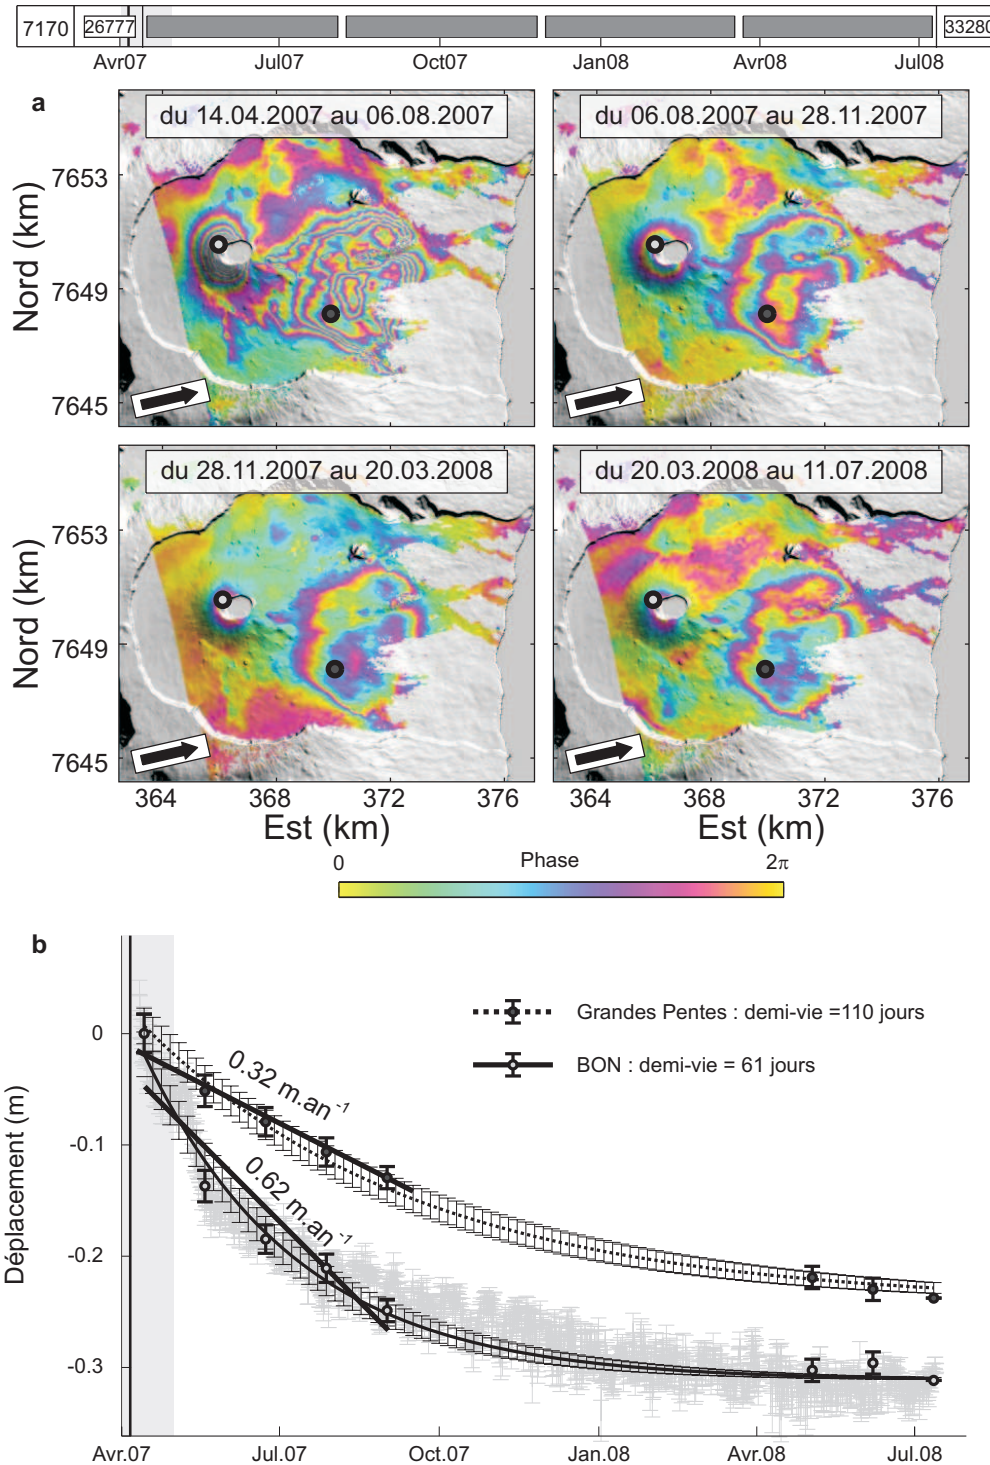 7170
26777
33280
Avr07 Jul07 Oct07 Jan08 Avr08 Jul08
a
du 14.04.2007 au 06.08.2007
du 06.08.2007 au 28.11.2007
7653
7649
7645
Nord (km)
du 28.11.2007 au 20.03.2008
du 20.03.2008 au 11.07.2008
7653
7649
7645
Nord (km)
364 368 372 376
364 368 372 376
Est (km)
Est (km)
0 Phase 2π
b
Grandes Pentes : demi-vie =110 jours
BON : demi-vie = 61 jours
0.32 m.an⁻¹
0.62 m.an⁻¹
0
-0.1
-0.2
-0.3
Déplacement (m)
Avr.07 Jul.07 Oct.07 Jan.08 Avr.08 Jul.08